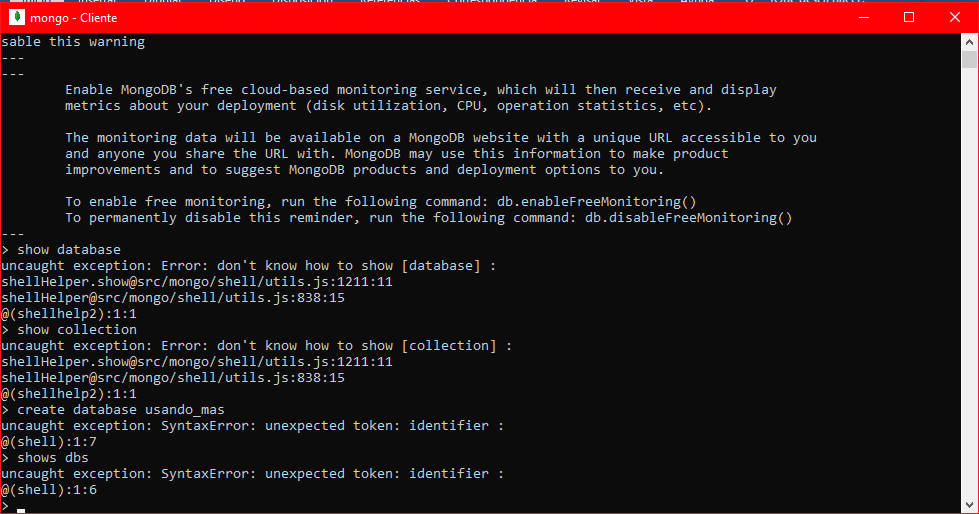 mongo - Cliente
sable this warning
---
---
Enable MongoDB's free cloud-based monitoring service, which will then receive and display
metrics about your deployment (disk utilization, CPU, operation statistics, etc).
The monitoring data will be available on a MongoDB website with a unique URL accessible to you
and anyone you share the URL with. MongoDB may use this information to make product
improvements and to suggest MongoDB products and deployment options to you.
To enable free monitoring, run the following command: db.enableFreeMonitoring()
To permanently disable this reminder, run the following command: db.disableFreeMonitoring()
---
> show database
uncaught exception: Error: don't know how to show [database] :
shellHelper.show@src/mongo/shell/utils.js:1211:11
shellHelper@src/mongo/shell/utils.js:838:15
@(shellhelp2):1:1
> show collection
uncaught exception: Error: don't know how to show [collection] :
shellHelper.show@src/mongo/shell/utils.js:1211:11
shellHelper@src/mongo/shell/utils.js:838:15
@(shellhelp2):1:1
> create database usando_mas
uncaught exception: SyntaxError: unexpected token: identifier :
@(shell):1:7
> shows dbs
uncaught exception: SyntaxError: unexpected token: identifier :
@(shell):1:6
>